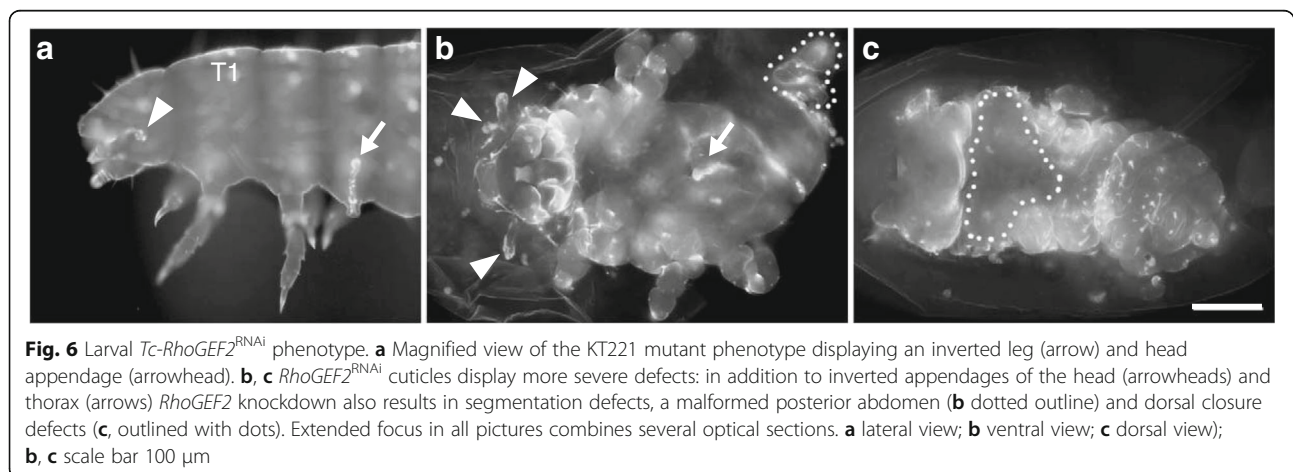 a
T1
b
c
Fig. 6 Larval Tc-RhoGEF2RNAi phenotype. a Magnified view of the KT221 mutant phenotype displaying an inverted leg (arrow) and head
appendage (arrowhead). b, c RhoGEF2RNAi cuticles display more severe defects: in addition to inverted appendages of the head (arrowheads) and
thorax (arrows) RhoGEF2 knockdown also results in segmentation defects, a malformed posterior abdomen (b dotted outline) and dorsal closure
defects (c, outlined with dots). Extended focus in all pictures combines several optical sections. a lateral view; b ventral view; c dorsal view);
b, c scale bar 100 μm